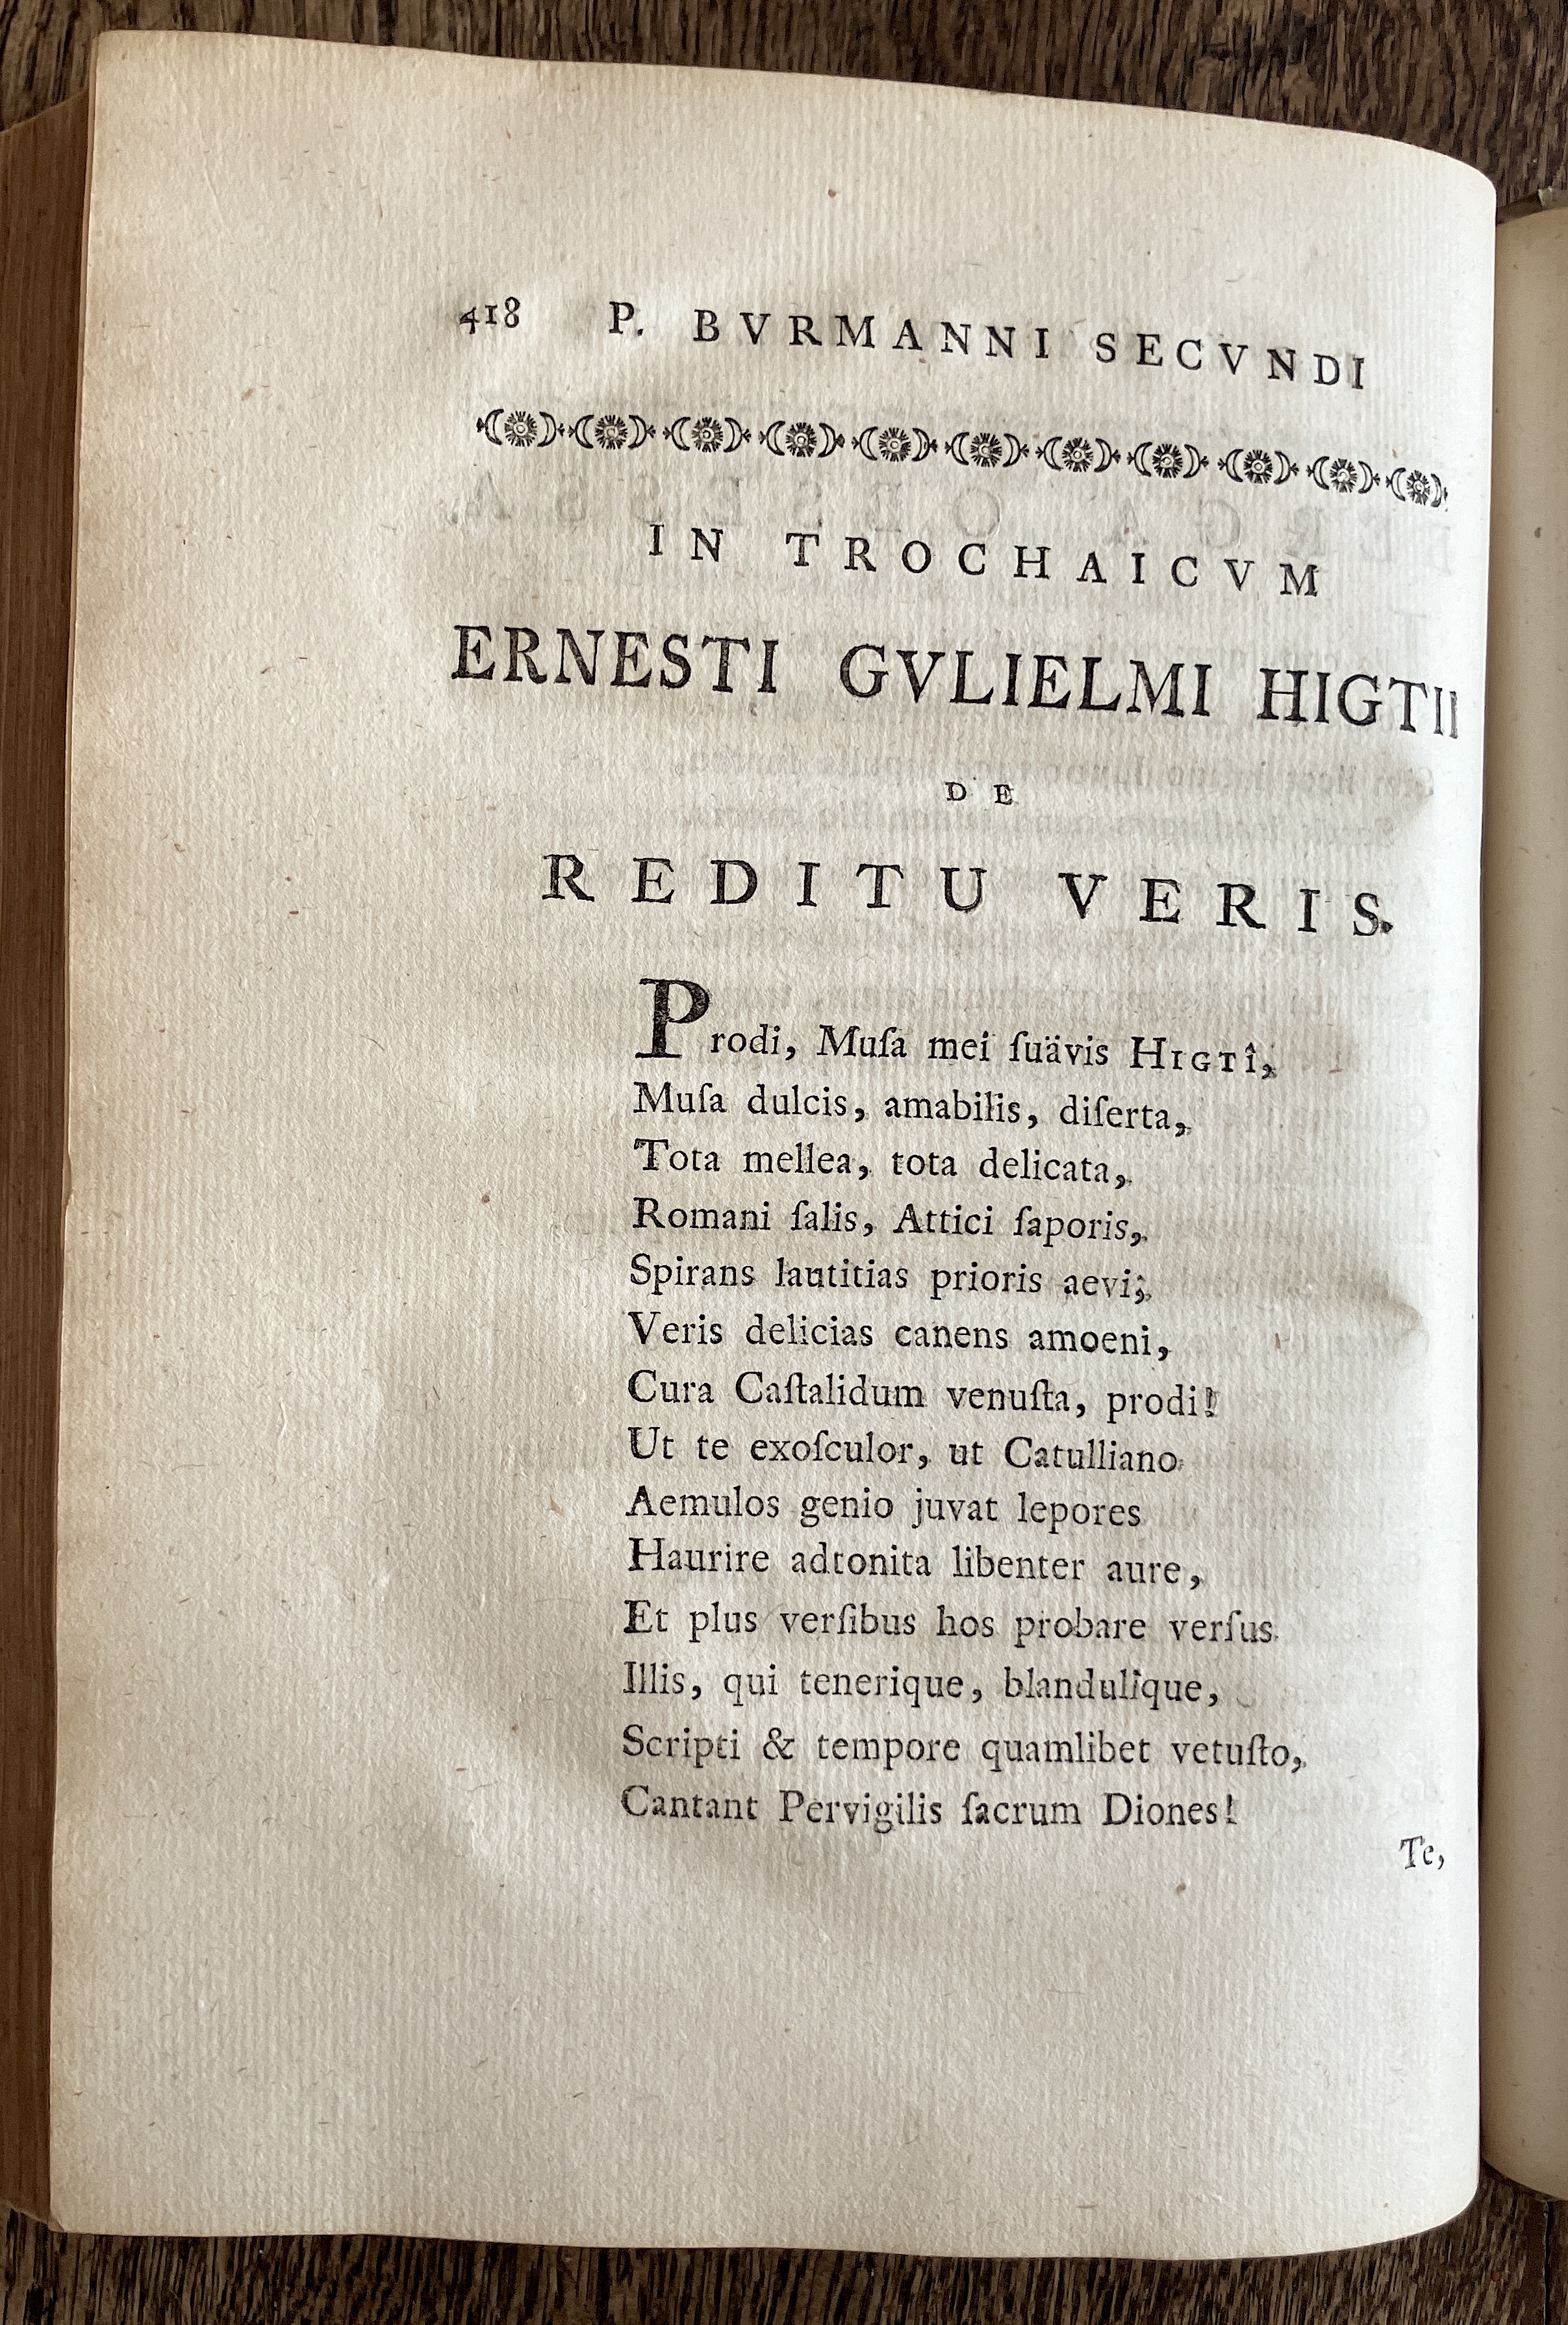 418 P. BVRMANNI SECVNDI
IN TROCHAICVM
ERNESTI GVLIELMI HIGTII
DE
REDITU VERIS.
Prodi, Muſa mei ſuävis HIGTÎ,
Muſa dulcis, amabilis, diſerta,
Tota mellea, tota delicata,
Romani ſalis, Attici ſaporis,
Spirans lautitias prioris aevi;
Veris delicias canens amoeni,
Cura Caſtalidum venuſta, prodi!
Ut te exoſculor, ut Catulliano
Aemulos genio juvat lepores
Haurire adtonita libenter aure,
Et plus verſibus hos probare verſus
Illis, qui tenerique, blandulique,
Scripti & tempore quamlibet vetuſto,
Cantant Pervigilis ſacrum Diones!
Te,